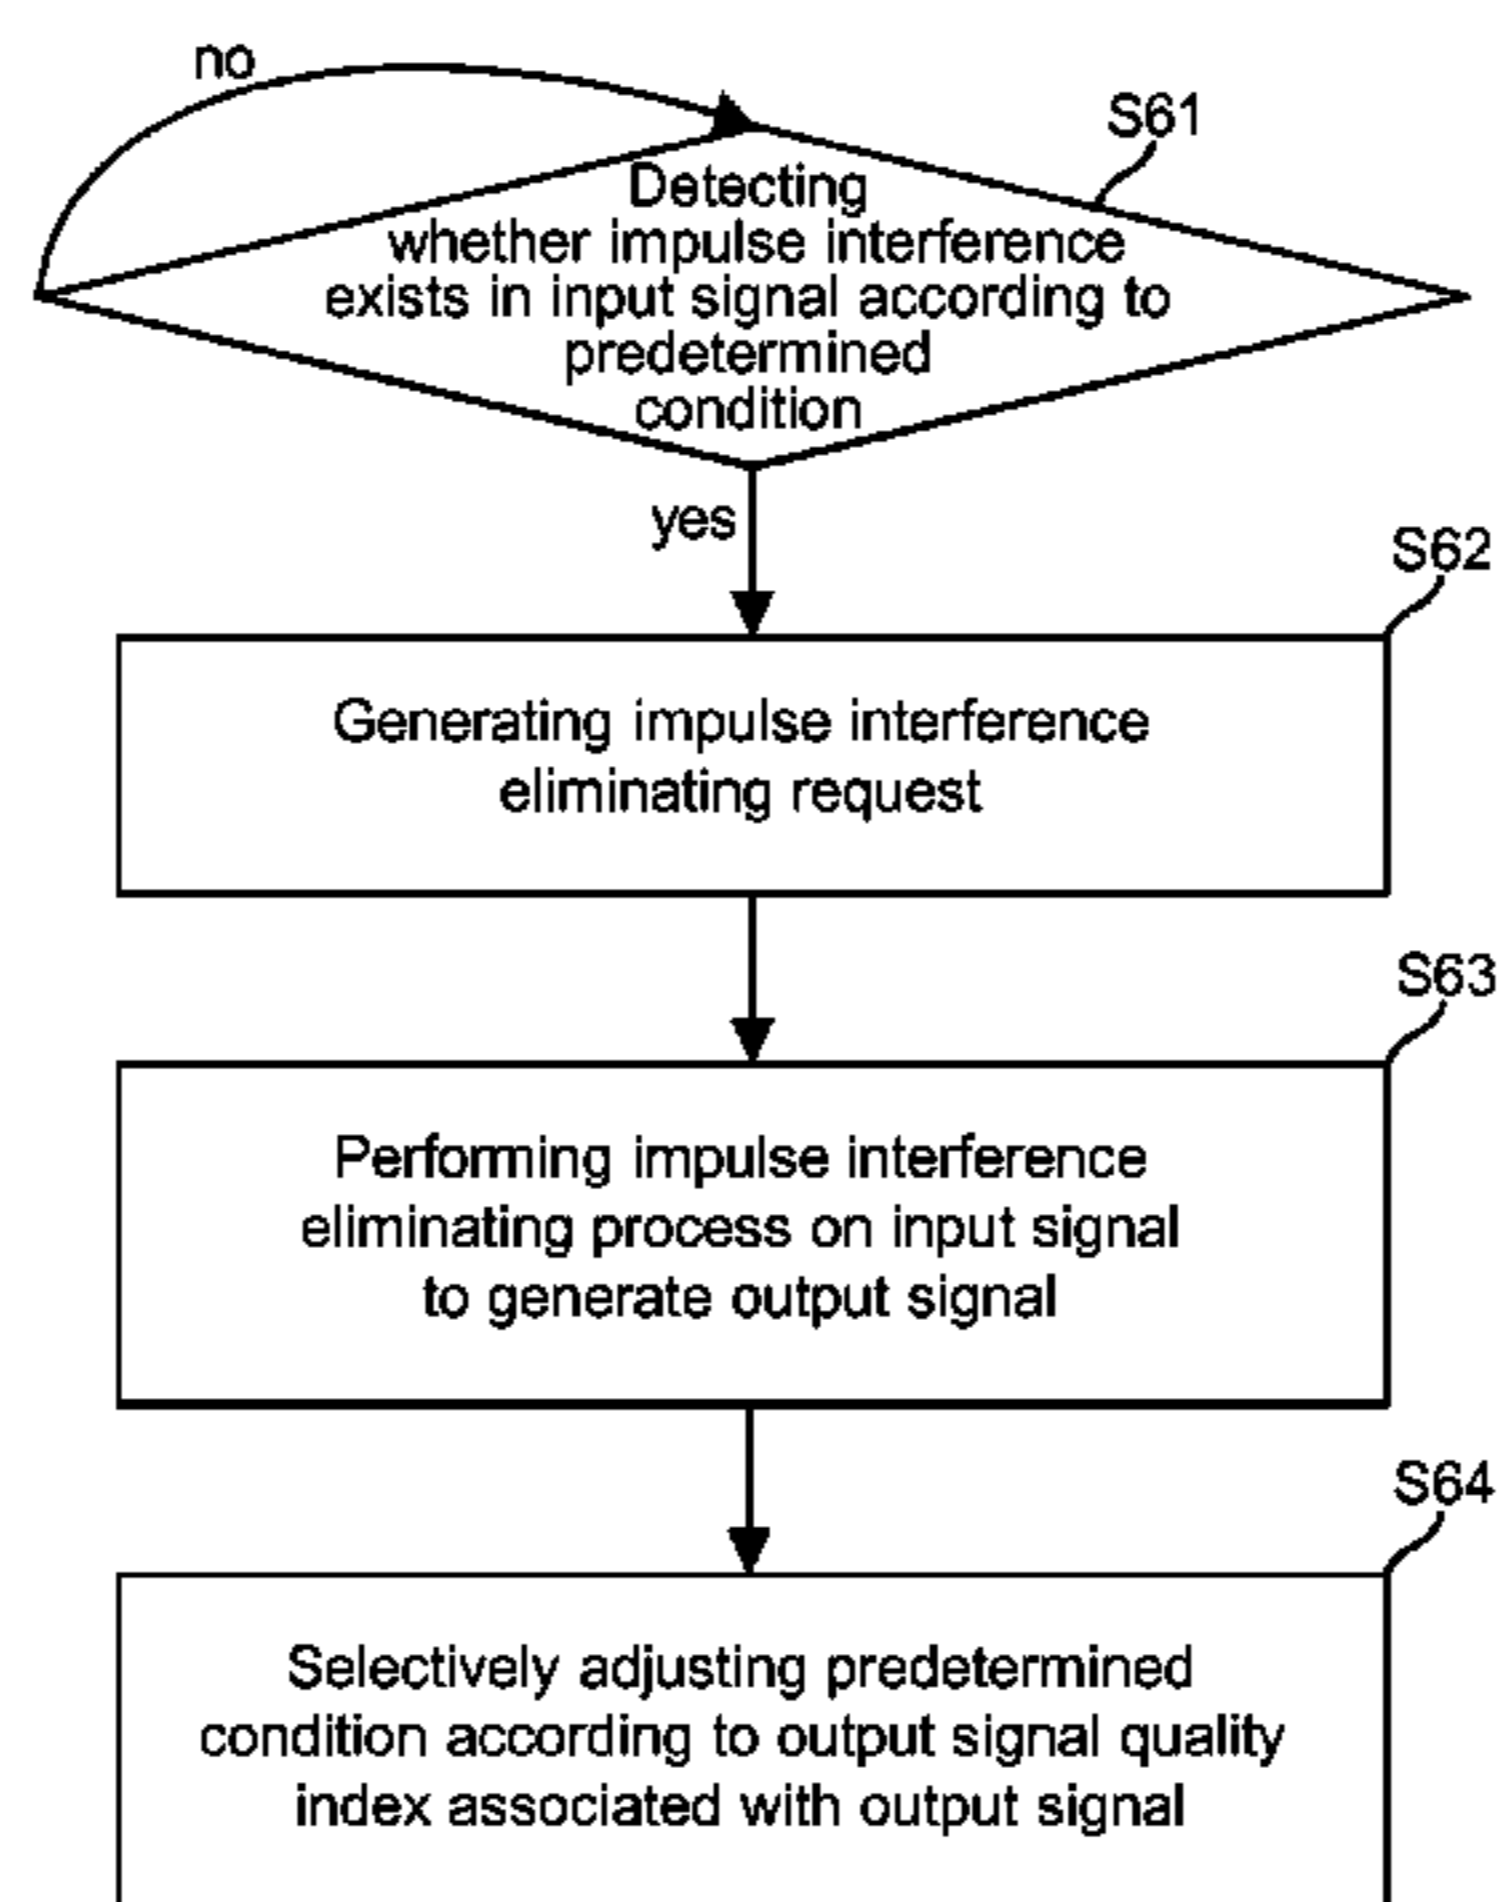 no
S61
Detecting
whether impulse interference
exists in input signal according to
predetermined
condition
yes
S62
Generating impulse interference
eliminating request
S63
Performing impulse interference
eliminating process on input signal
to generate output signal
S64
Selectively adjusting predetermined
condition according to output signal quality
index associated with output signal